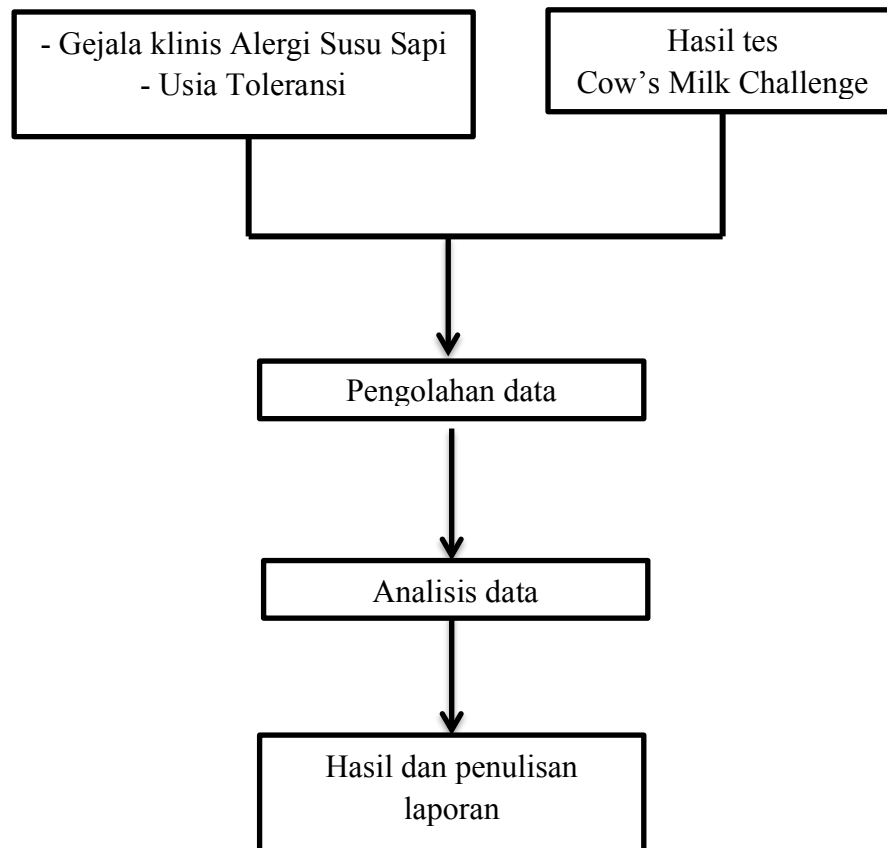 - Gejala klinis Alergi Susu Sapi
- Usia Toleransi
Hasil tes
Cow’s Milk Challenge
Pengolahan data
Analisis data
Hasil dan penulisan
laporan